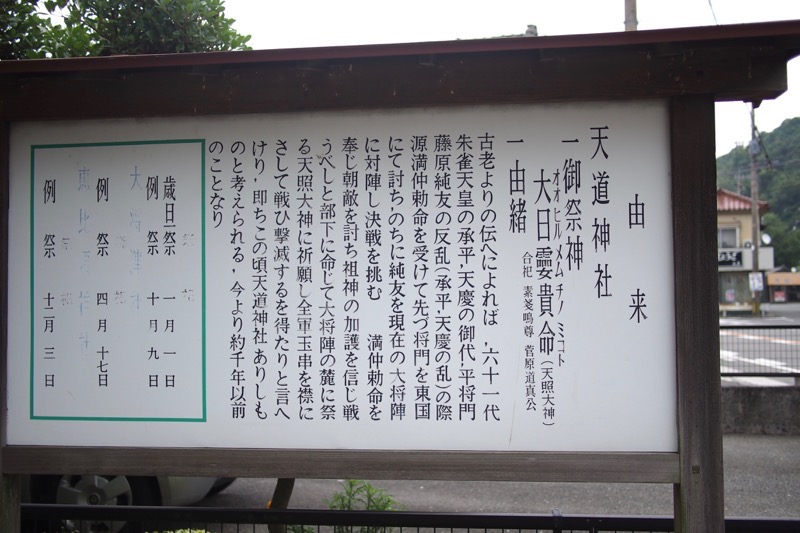 由来
天道神社
一御祭神
オオヒルメムチノミコト
大日孁貴命(天照大神)
合祀 素戔嗚尊 菅原道真公
一由緒
古老よりの伝へによれば,六十一代
朱雀天皇の承平,天慶の御代,平将門
藤原純友の反乱(承平,天慶の乱)の際
源満仲勅命を受けて先づ将門を東国
にて討ち,のちに純友を現在の大将陣
に対陣し決戦を挑む 満仲勅命を
奉じ朝敵を討ち祖神の加護を信じ戦
うべしと部下に命じて大将陣の麓に祭
る天照大神に祈願し全軍玉串を襟に
さして戦ひ撃滅するを得たりと言へ
けり,即ちこの頃天道神社 ありしも
のと考えられる,今より約千年以前
のことなり
歳旦祭 一月一日
例祭 十月九日
例祭 四月十七日
例祭 十二月三日